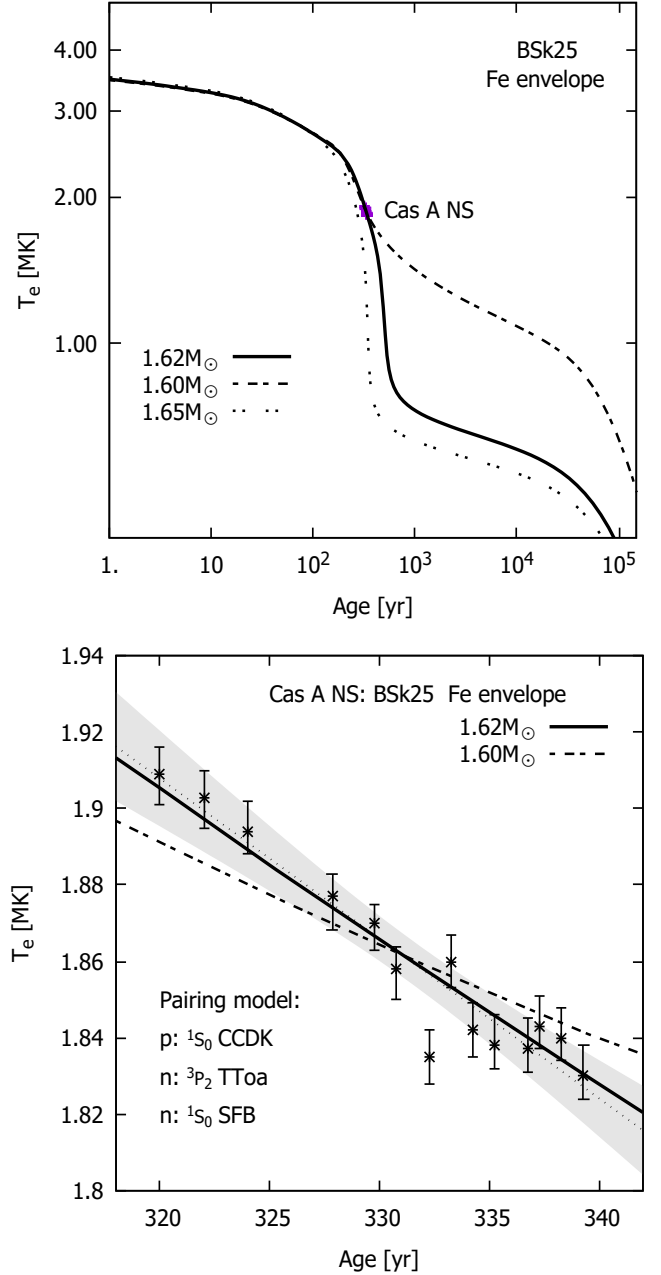 BSk25
Fe envelope
4.00
3.00
2.00
1.00
Te [MK]
Cas A NS
1.62M⊙
1.60M⊙
1.65M⊙
1. 10 10² 10³ 10⁴ 10⁵
Age [yr]
1.94
1.92
1.9
1.88
1.86
1.84
1.82
1.8
Te [MK]
Cas A NS: BSk25 Fe envelope
1.62M⊙
1.60M⊙
Pairing model:
p: ¹S₀ CCDK
n: ³P₂ TToa
n: ¹S₀ SFB
320 325 330 335 340
Age [yr]